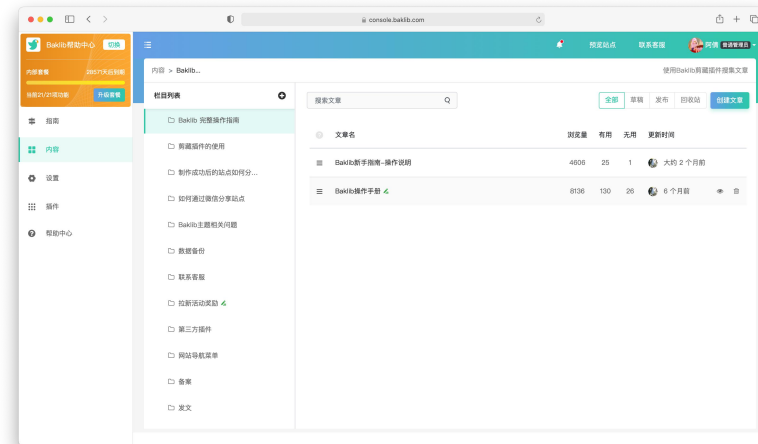 console.baklib.com
Baklib帮助中心 切换
内部套餐 28571天后到期
当前21/21项功能 升级套餐
指南
内容
设置
插件
帮助中心
预览站点 联系客服 阿倩 普通管理员
内容 > Baklib... 使用Baklib剪藏插件搜集文章
栏目列表
Baklib 完整操作指南
剪藏插件的使用
制作成功后的站点如何分...
如何通过微信分享站点
Baklib主题相关问题
数据备份
联系客服
拉新活动奖励
第三方插件
网站导航菜单
备案
发文
搜索文章 全部 草稿 发布 回收站 创建文章
文章名 浏览量 有用 无用 更新时间
Baklib新手指南-操作说明 4606 25 1 大约 2 个月前
Baklib操作手册 8136 130 26 6 个月前